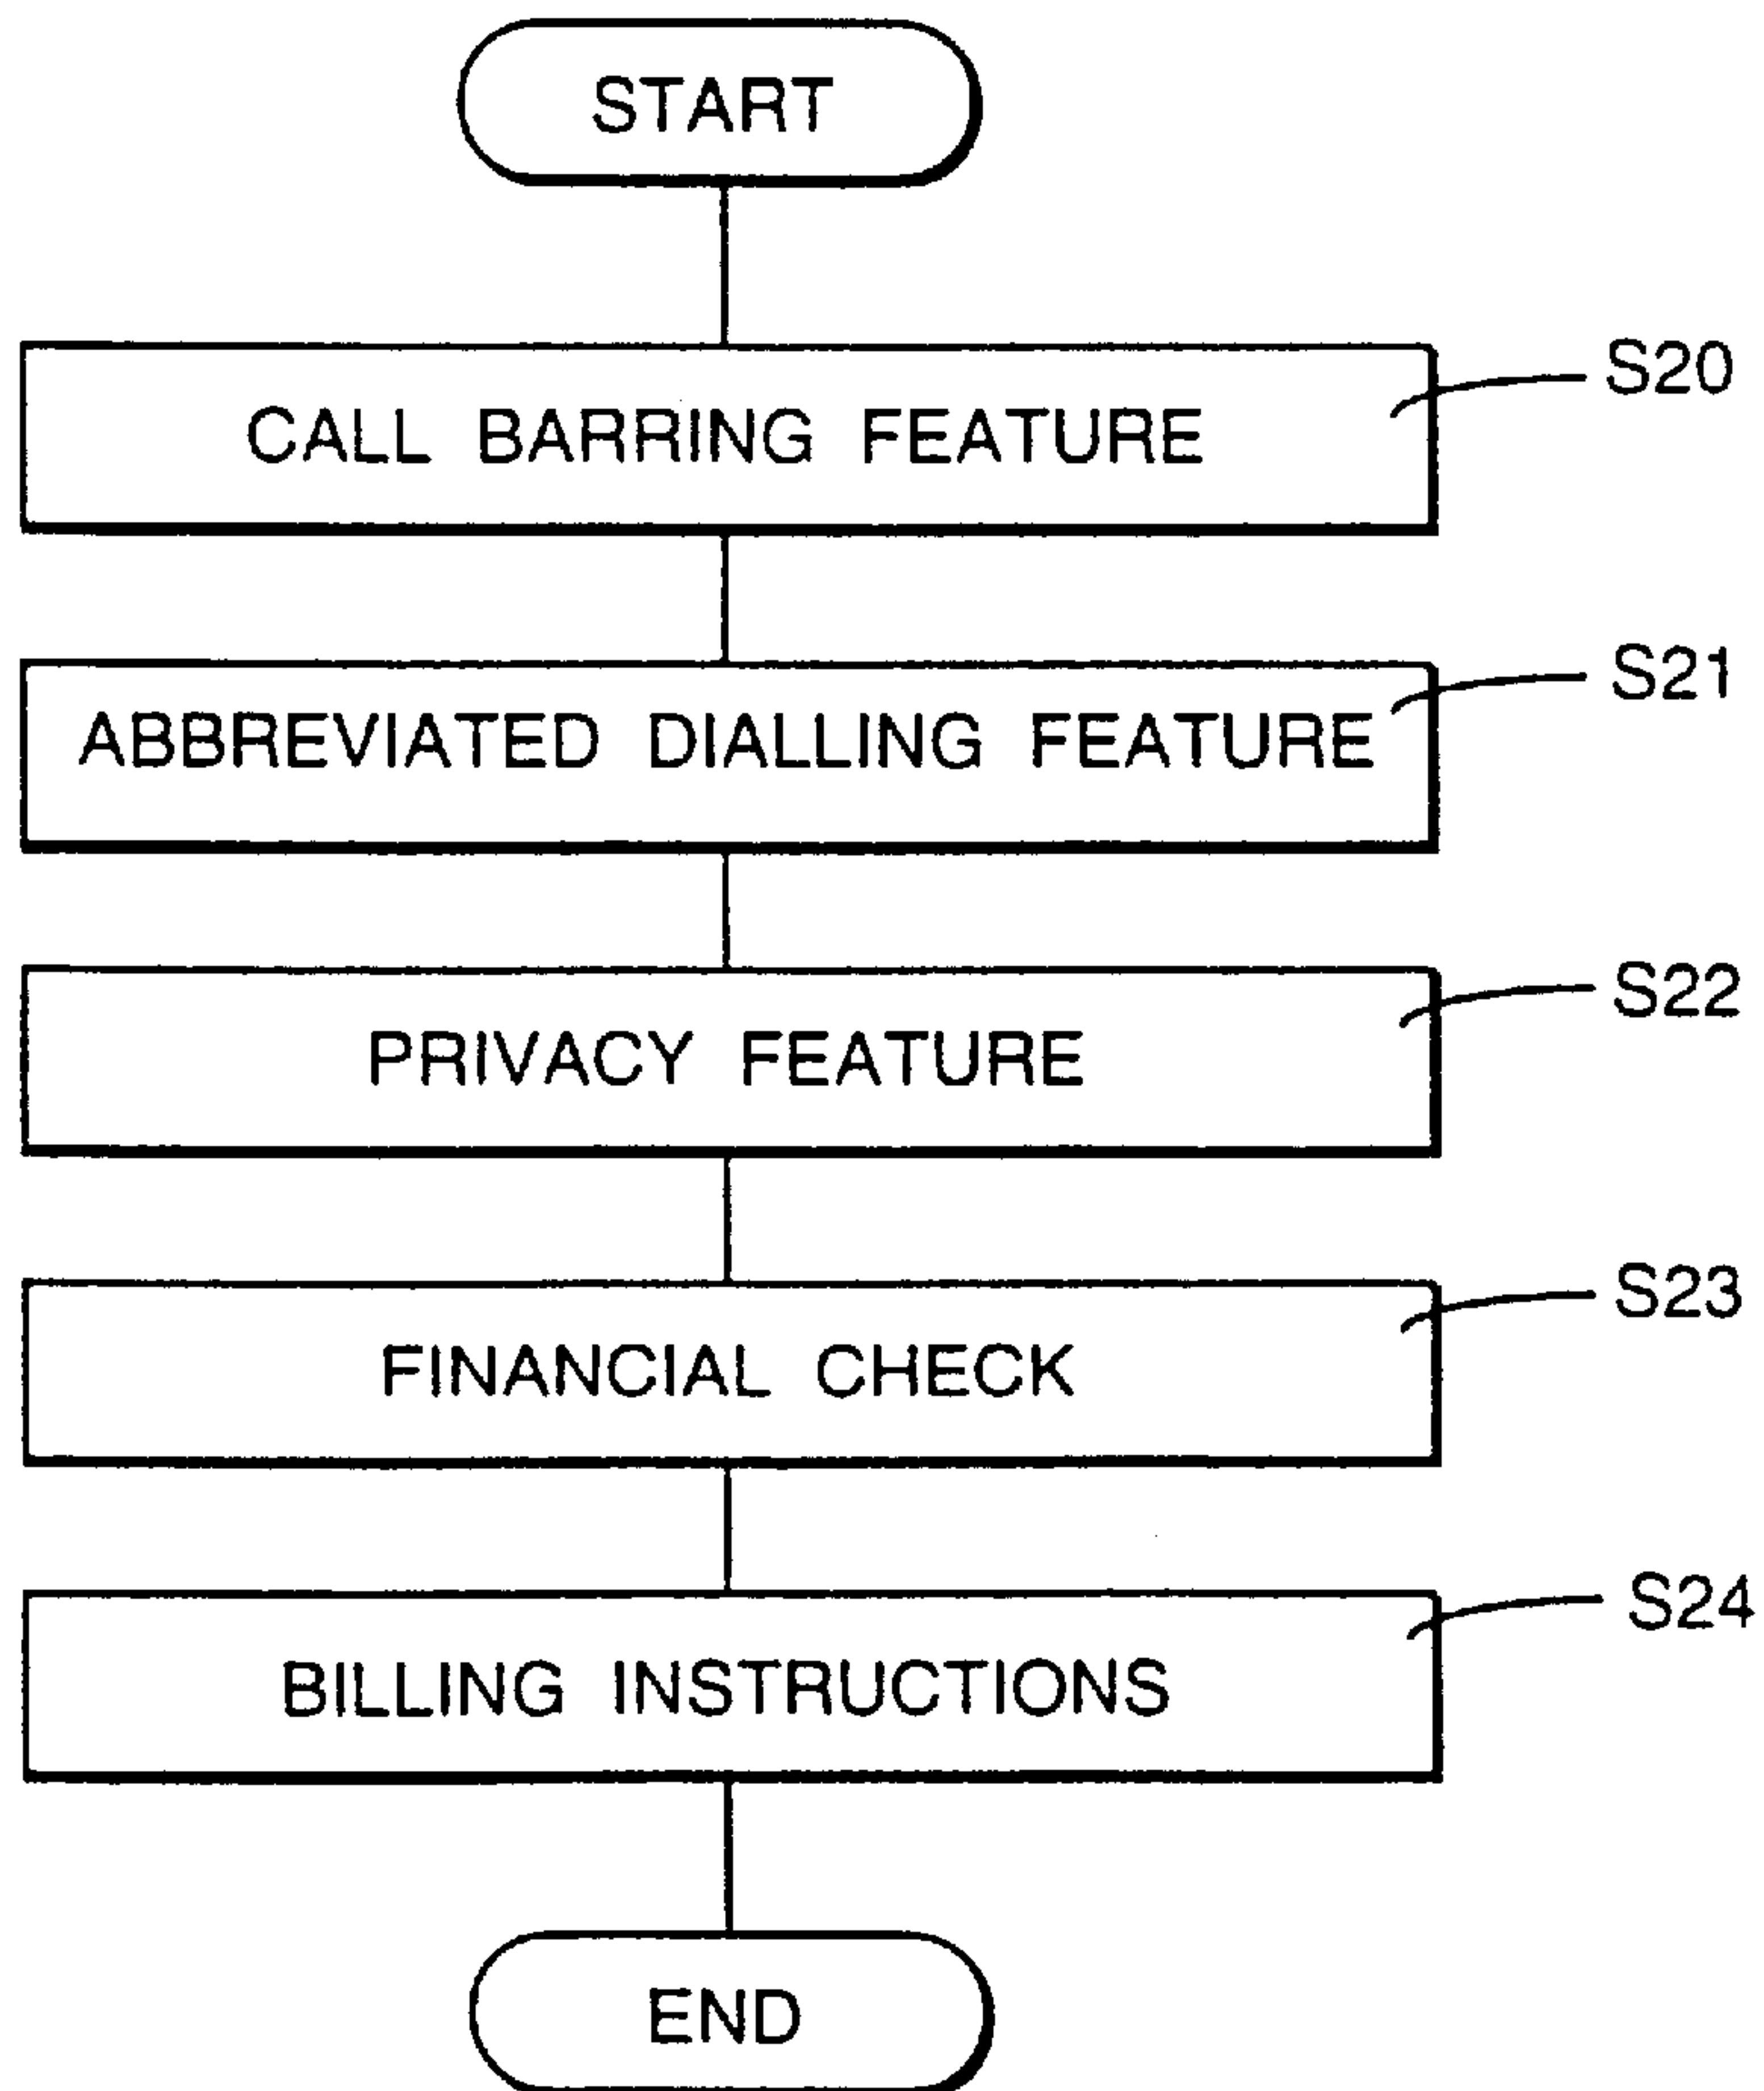 START
CALL BARRING FEATURE
S20
ABBREVIATED DIALLING FEATURE
S21
PRIVACY FEATURE
S22
FINANCIAL CHECK
S23
BILLING INSTRUCTIONS
S24
END